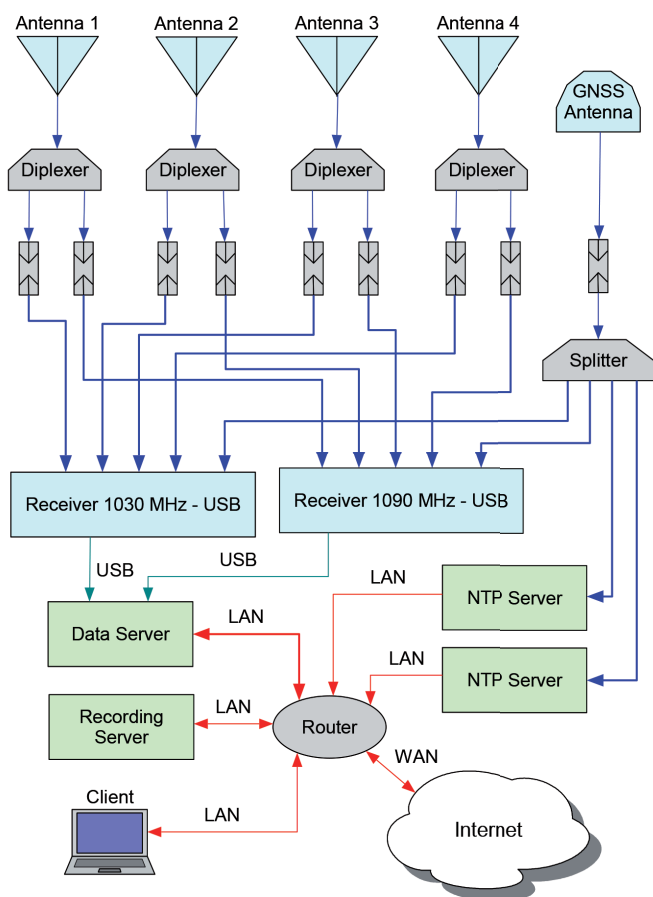 Antenna 1
Antenna 2
Antenna 3
Antenna 4
GNSS
Antenna
Diplexer
Diplexer
Diplexer
Diplexer
Splitter
Receiver 1030 MHz - USB
Receiver 1090 MHz - USB
USB
USB
LAN
NTP Server
Data Server
LAN
LAN
NTP Server
Recording
Server
LAN
Router
WAN
Client
LAN
Internet